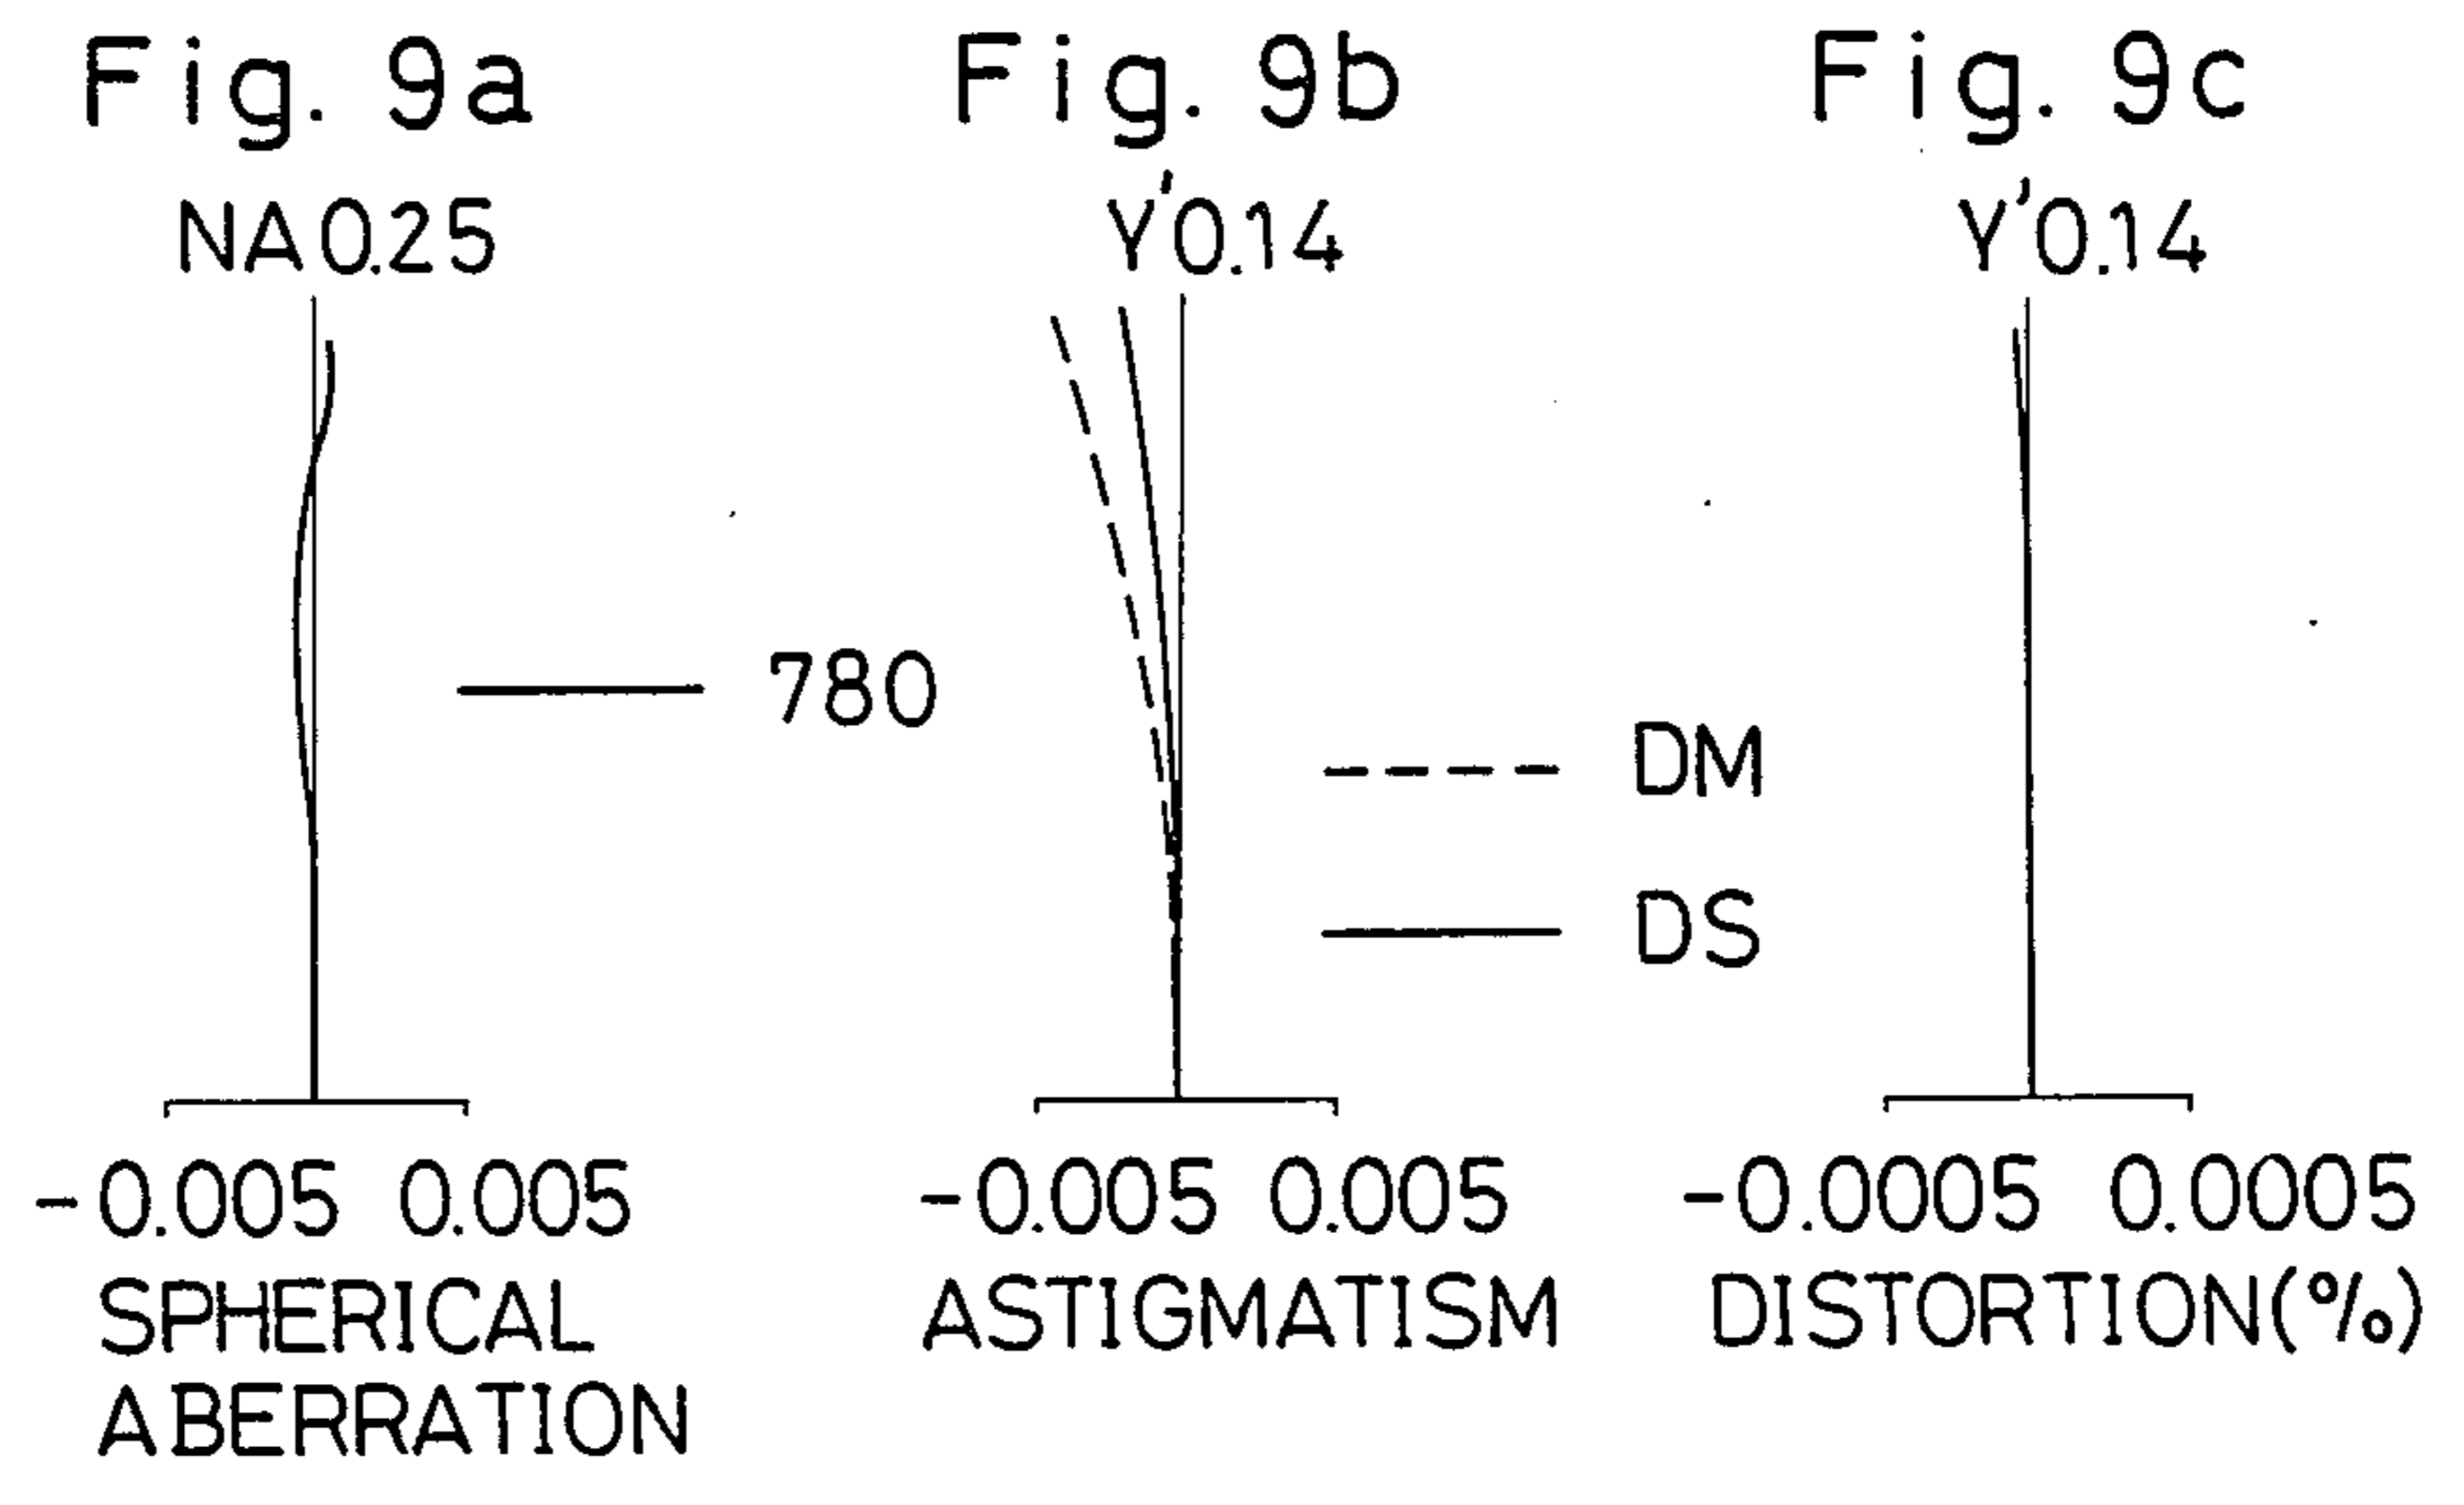 Fig. 9a
NA0.25
780
-0.005 0.005
SPHERICAL
ABERRATION
Fig. 9b
Y'0.14
DM
DS
-0.005 0.005
ASTIGMATISM
Fig. 9c
Y'0.14
-0.0005 0.0005
DISTORTION(%)